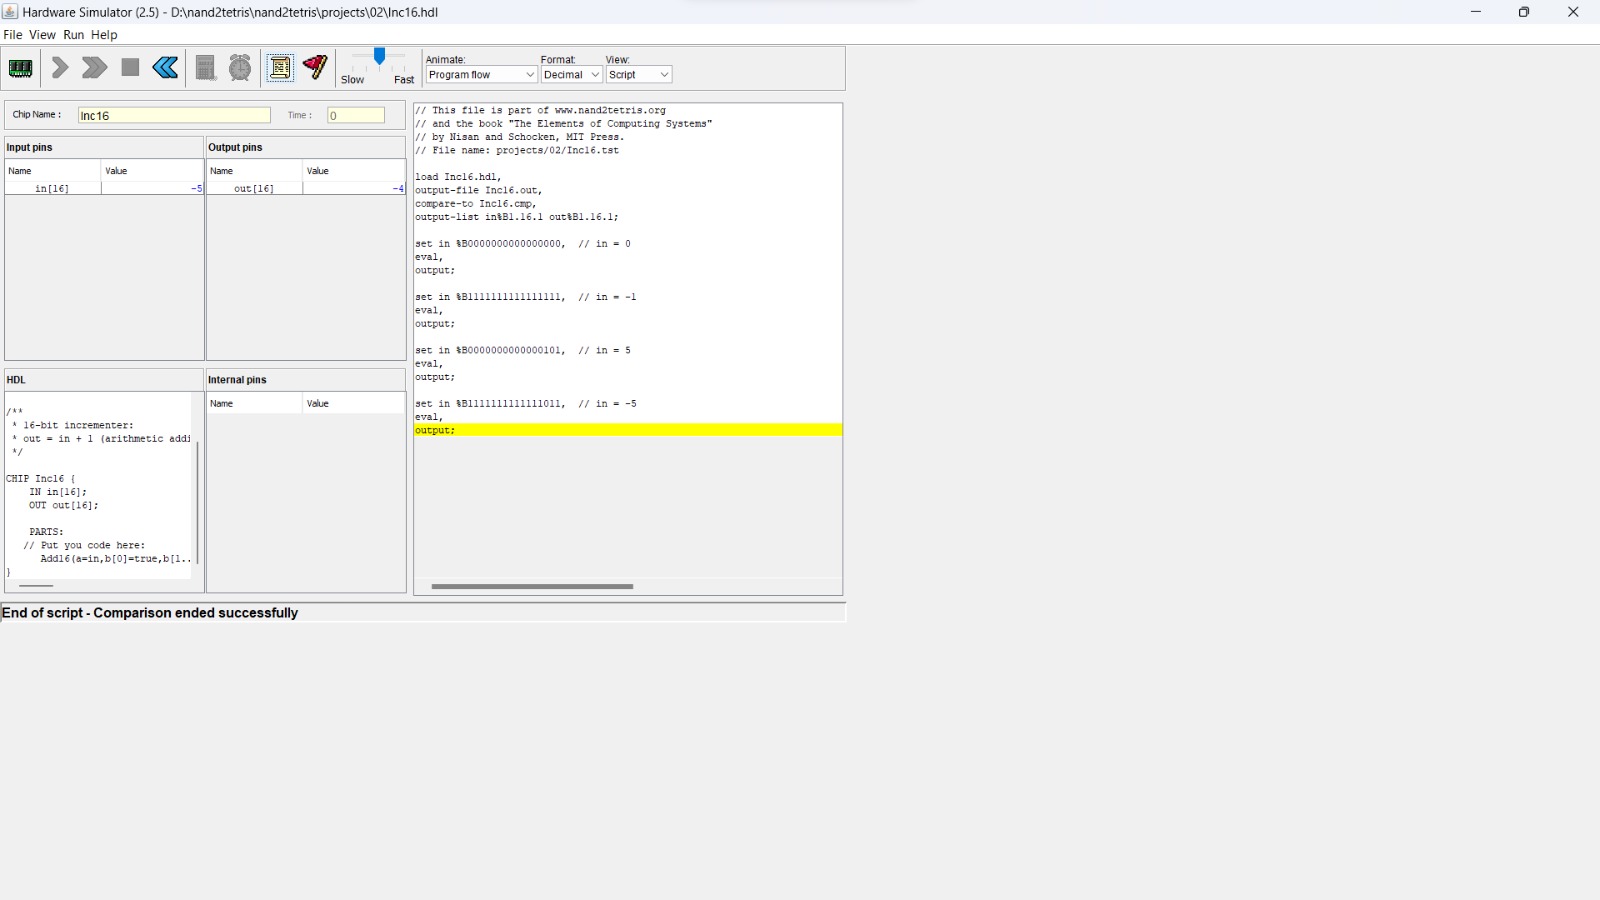 Hardware Simulator (2.5) - D:\nand2tetris\nand2tetris\projects\02\Inc16.hdl
File View Run Help
Slow Fast
Animate: Format: View:
Program flow Decimal Script
Chip Name : Inc16 Time : 0
Input pins Output pins
Name Value Name Value
in[16] -5 out[16] -4
HDL Internal pins
Name Value
/**
* 16-bit incrementer:
* out = in + 1 (arithmetic addi
*/
CHIP Inc16 {
IN in[16];
OUT out[16];
PARTS:
// Put you code here:
Add16(a=in,b[0]=true,b[1..
}
// This file is part of www.nand2tetris.org
// and the book "The Elements of Computing Systems"
// by Nisan and Schocken, MIT Press.
// File name: projects/02/Inc16.tst
load Inc16.hdl,
output-file Inc16.out,
compare-to Inc16.cmp,
output-list in%B1.16.1 out%B1.16.1;
set in %B0000000000000000, // in = 0
eval,
output;
set in %B1111111111111111, // in = -1
eval,
output;
set in %B0000000000000101, // in = 5
eval,
output;
set in %B1111111111111011, // in = -5
eval,
output;
End of script - Comparison ended successfully